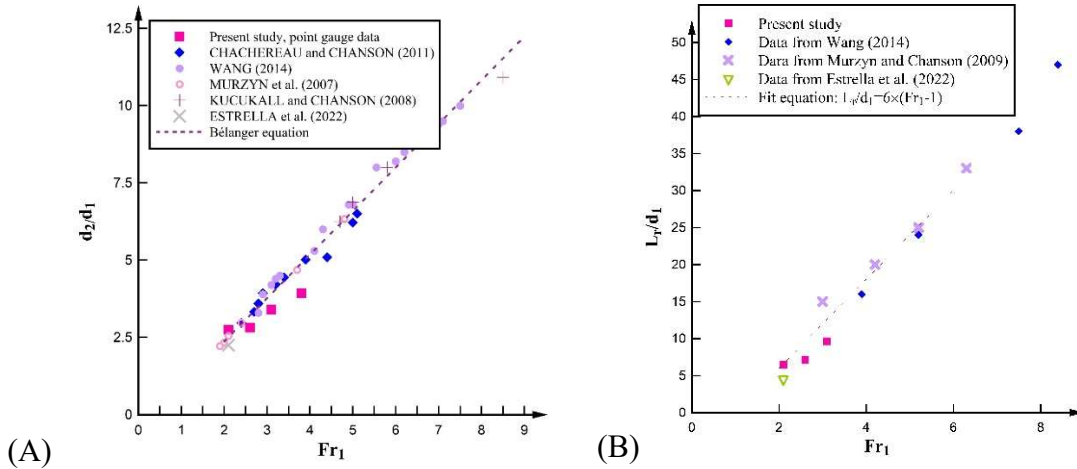 Present study, point gauge data
CHACHEREAU and CHANSON (2011)
WANG (2014)
MURZYN et al. (2007)
KUCUKALL and CHANSON (2008)
ESTRELLA et al. (2022)
Bélanger equation
12.5
10
7.5
5
2.5
0
d2/d1
0 1 2 3 4 5 6 7 8 9
Fr1
(A)
Present study
Data from Wang (2014)
Dara from Murzyn and Chanson (2009)
Data from Estrella et al. 2022)
Fit equation: Lr/d1=6×(Fr1-1)
50
45
40
35
30
25
20
15
10
5
0
Lr/d1
0 2 4 6 8
Fr1
(B)